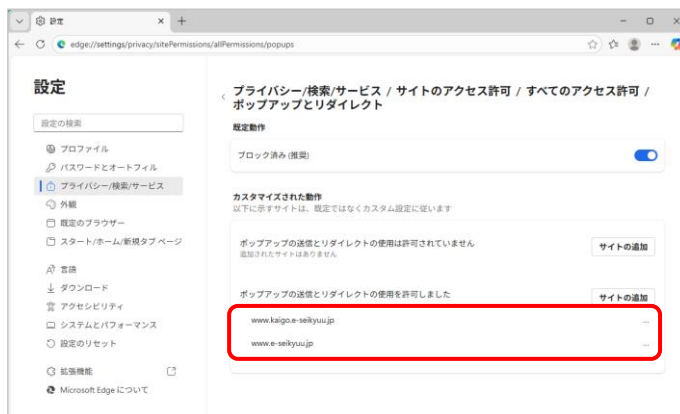 設定
edge://settings/privacy/sitePermissions/allPermissions/popups
設定
設定の検索
プロファイル
パスワードとオートフィル
プライバシー/検索/サービス
外観
既定のブラウザー
スタート/ホーム/新規タブ ページ
言語
ダウンロード
アクセシビリティ
システムとパフォーマンス
設定のリセット
拡張機能
Microsoft Edge について
プライバシー/検索/サービス / サイトのアクセス許可 / すべてのアクセス許可 /
ポップアップとリダイレクト
既定動作
ブロック済み (推奨)
カスタマイズされた動作
以下に示すサイトは、既定ではなくカスタム設定に従います
ポップアップの送信とリダイレクトの使用は許可されていません
サイトの追加
追加されたサイトはありません
ポップアップの送信とリダイレクトの使用を許可しました
サイトの追加
www.kaigo.e-seikyuu.jp
www.e-seikyuu.jp